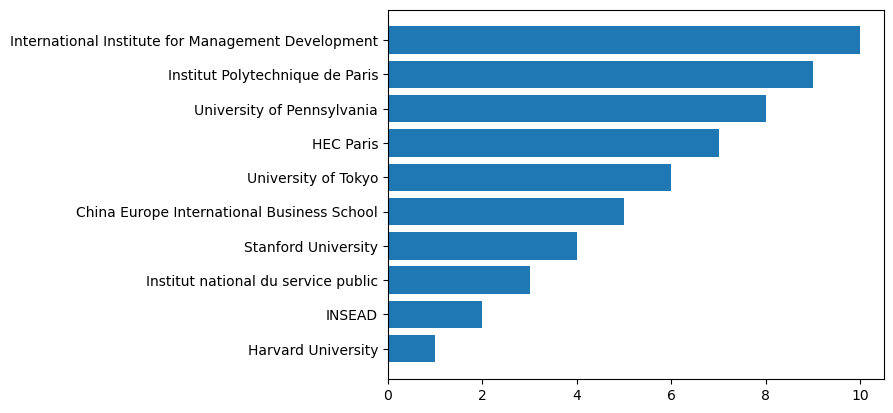 International Institute for Management Development
Institut Polytechnique de Paris
University of Pennsylvania
HEC Paris
University of Tokyo
China Europe International Business School
Stanford University
Institut national du service public
INSEAD
Harvard University
0 2 4 6 8 10